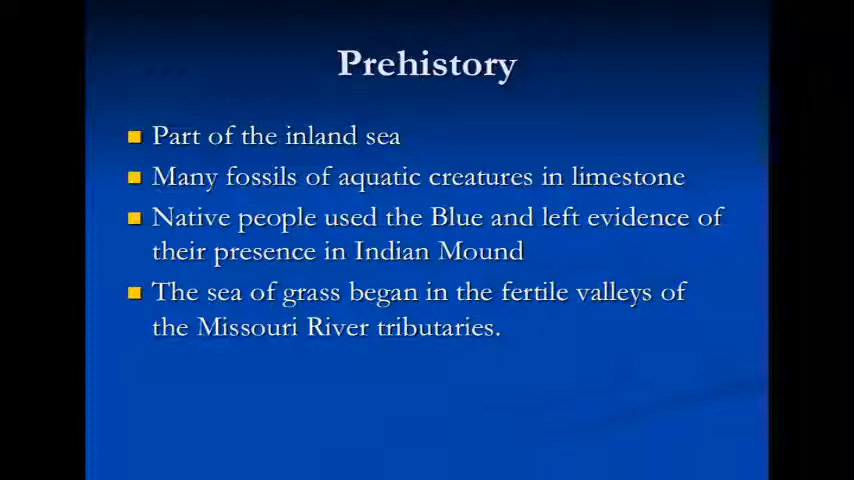 Prehistory
Part of the inland sea
Many fossils of aquatic creatures in limestone
Native people used the Blue and left evidence of
their presence in Indian Mound
The sea of grass began in the fertile valleys of
the Missouri River tributaries.